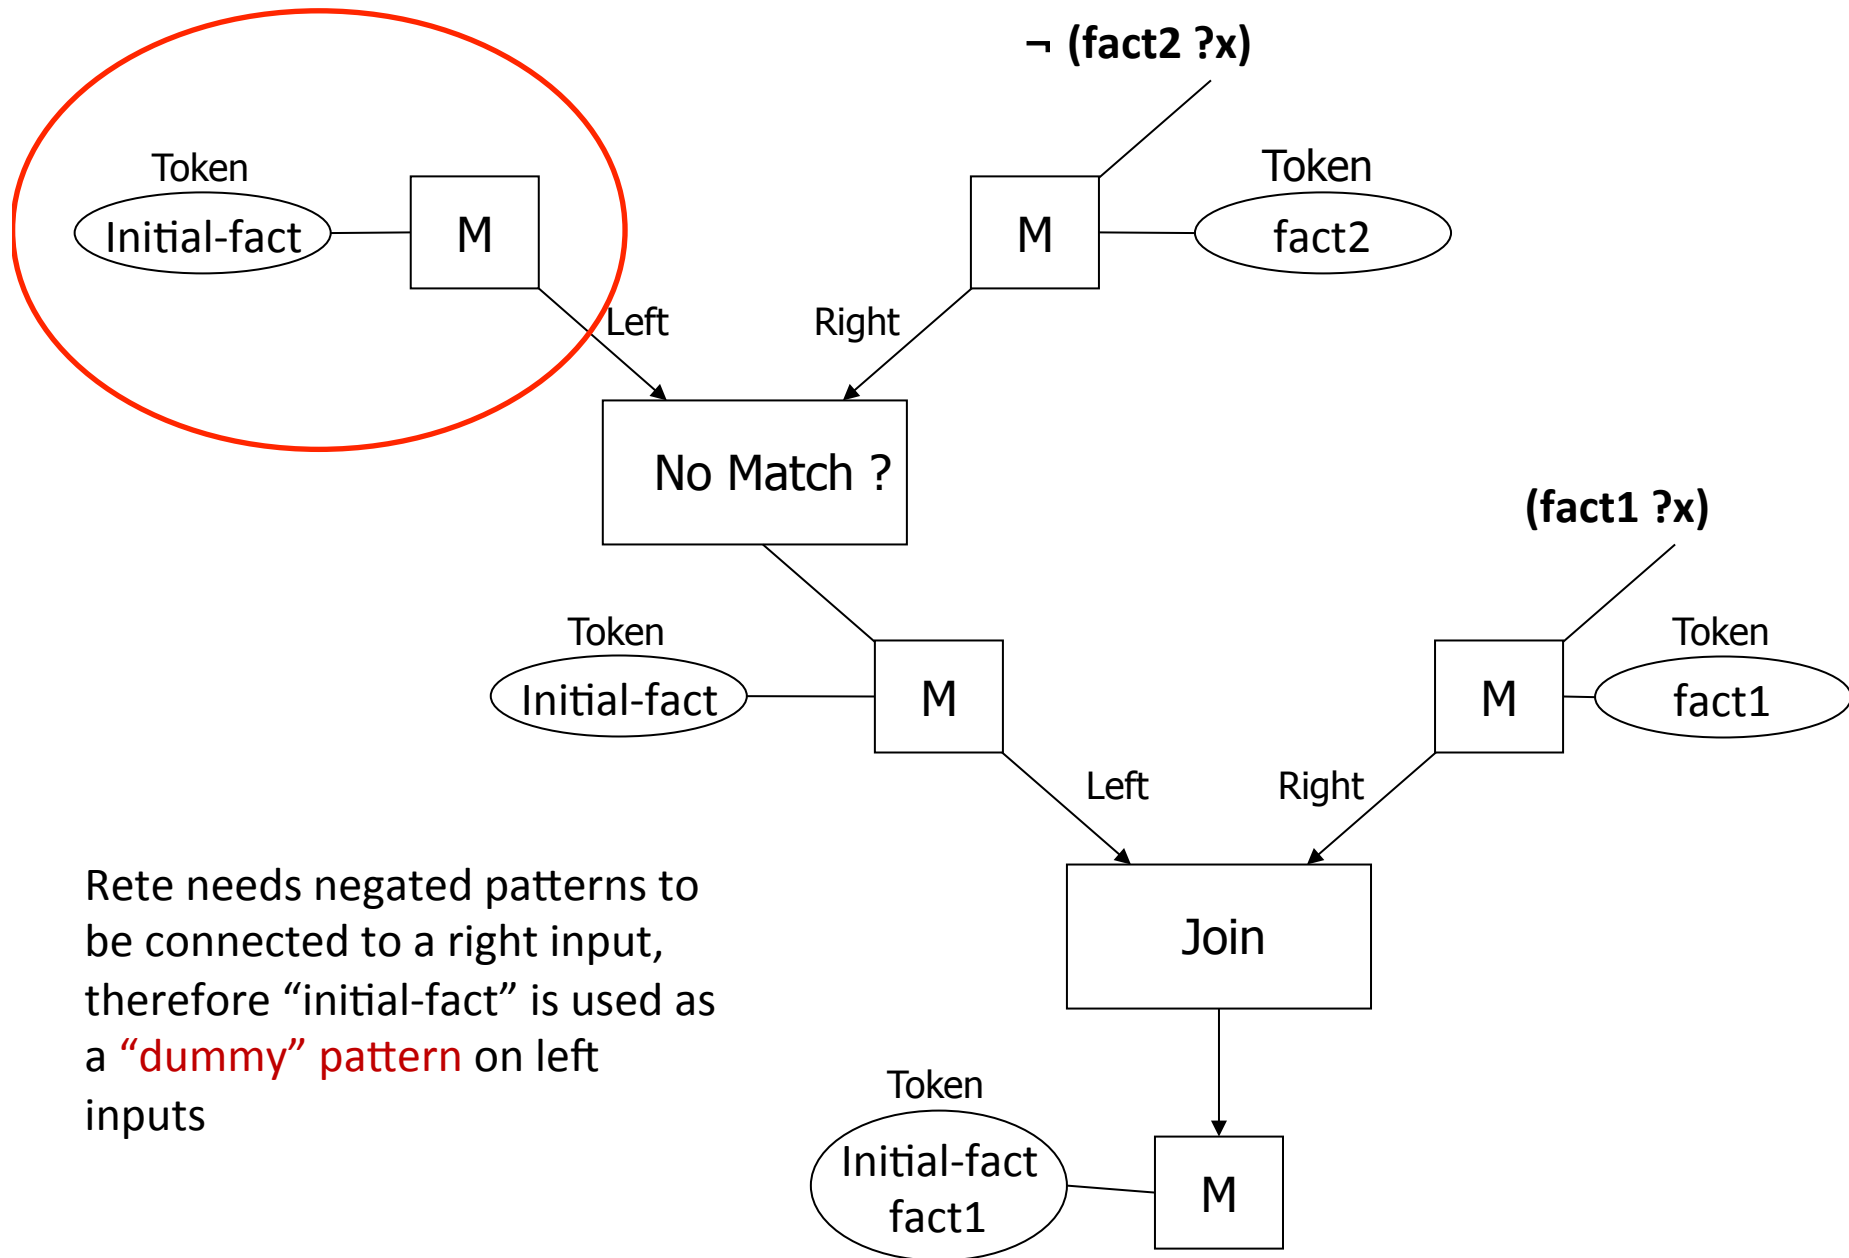 ¬ (fact2 ?x)
Token
Token
Initial-fact
M
M
fact2
Left
Right
No Match ?
(fact1 ?x)
Token
Token
Initial-fact
M
M
fact1
Left
Right
Rete needs negated patterns to
be connected to a right input,
therefore “initial-fact” is used as
a “dummy” pattern on left
inputs
Join
Token
Initial-fact
fact1
M